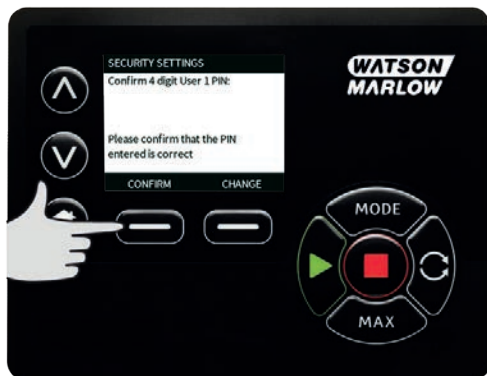 SECURITY SETTINGS
Confirm 4 digit User 1 PIN:
Please confirm that the PIN
entered is correct
CONFIRM CHANGE
WATSON
MARLOW
MODE
MAX